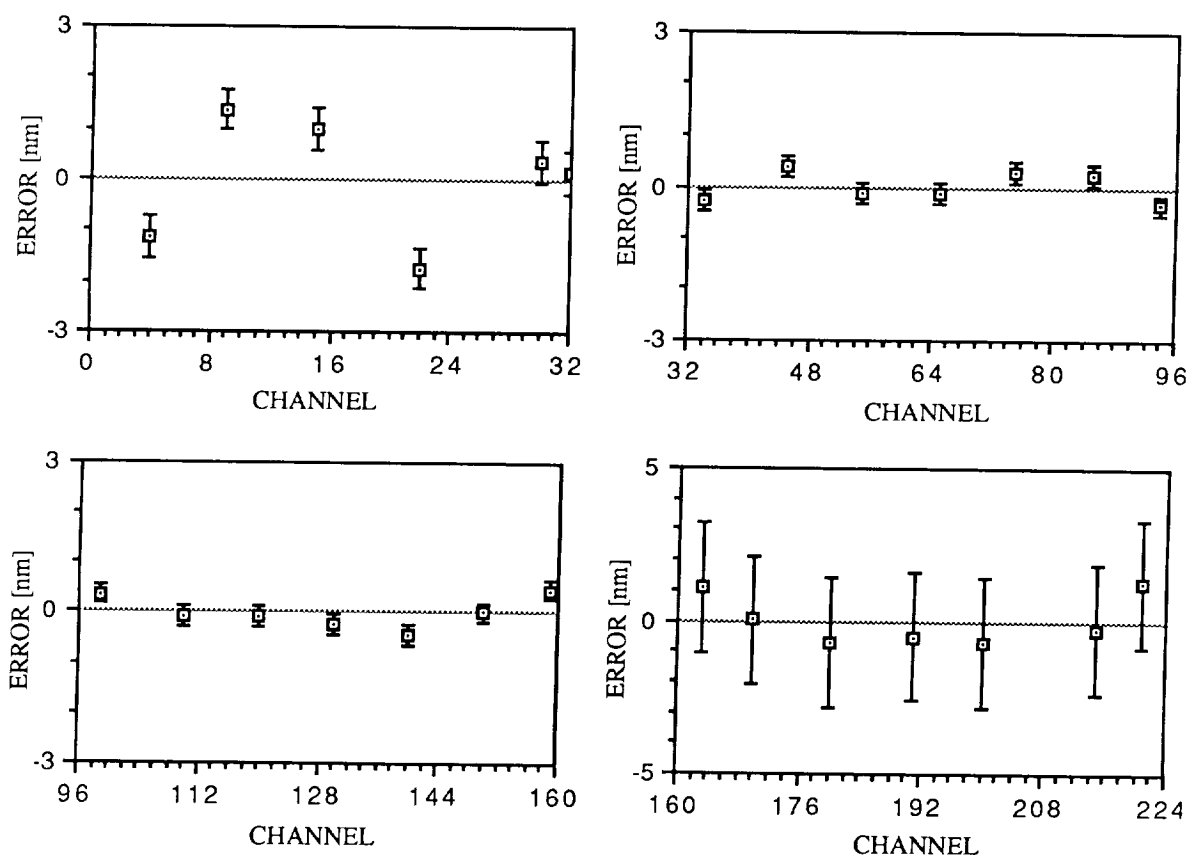 3
ERROR [nm]
0
-3
0 8 16 24 32
CHANNEL
3
ERROR [nm]
0
-3
32 48 64 80 96
CHANNEL
3
ERROR [nm]
0
-3
96 112 128 144 160
CHANNEL
5
ERROR [nm]
0
-5
160 176 192 208 224
CHANNEL